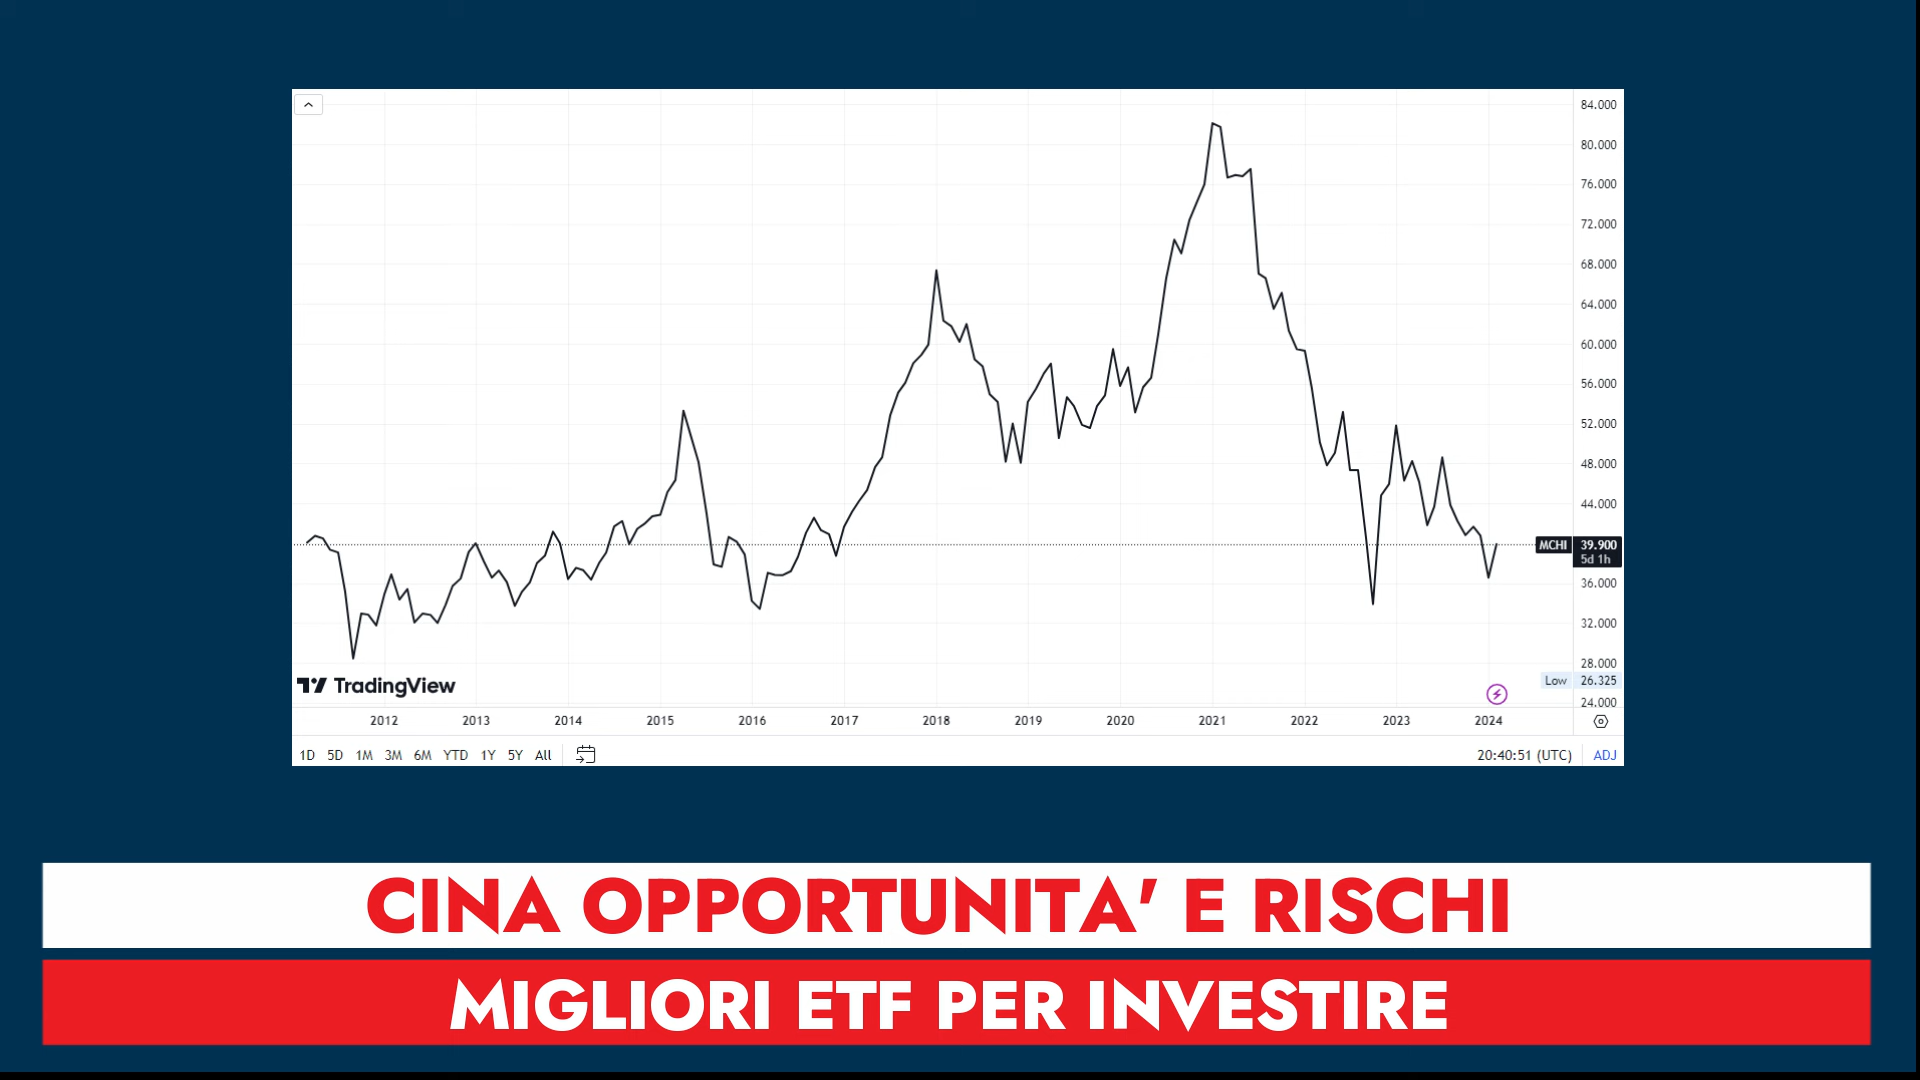 84.000
80.000
76.000
72.000
68.000
64.000
60.000
56.000
52.000
48.000
44.000
MCHI 39.900
5d 1h
36.000
32.000
28.000
Low 26.325
24.000
TradingView
2012 2013 2014 2015 2016 2017 2018 2019 2020 2021 2022 2023 2024
1D 5D 1M 3M 6M YTD 1Y 5Y All 20:40:51 (UTC) ADJ
CINA OPPORTUNITA' E RISCHI
MIGLIORI ETF PER INVESTIRE